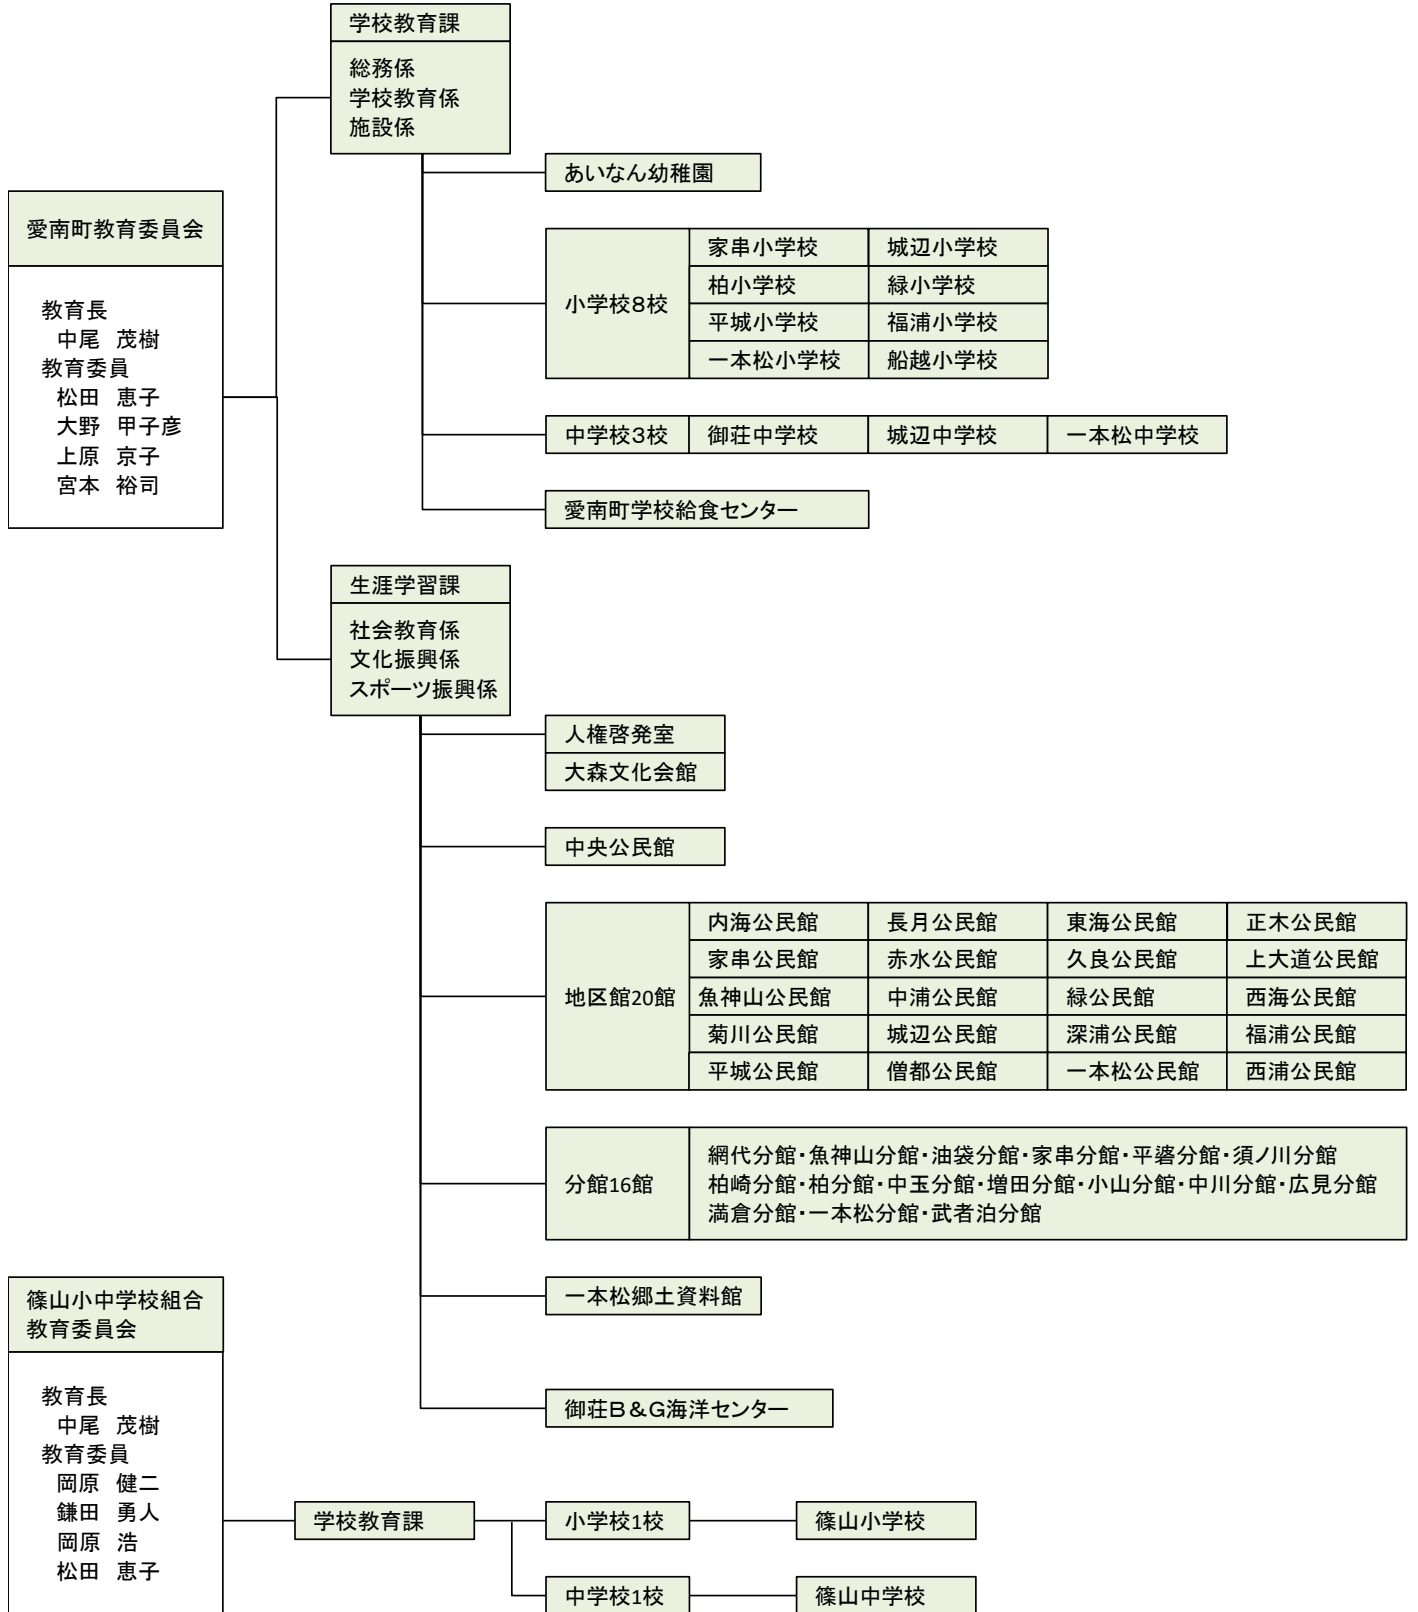 学校教育課
総務係
学校教育係
施設係
あいなん幼稚園
愛南町教育委員会
教育長
中尾 茂樹
教育委員
松田 恵子
大野 甲子彦
上原 京子
宮本 裕司
小学校8校
家串小学校 城辺小学校
柏小学校 緑小学校
平城小学校 福浦小学校
一本松小学校 船越小学校
中学校3校 御荘中学校 城辺中学校 一本松中学校
愛南町学校給食センター
生涯学習課
社会教育係
文化振興係
スポーツ振興係
人権啓発室
大森文化会館
中央公民館
地区館20館
内海公民館 長月公民館 東海公民館 正木公民館
家串公民館 赤水公民館 久良公民館 上大道公民館
魚神山公民館 中浦公民館 緑公民館 西海公民館
菊川公民館 城辺公民館 深浦公民館 福浦公民館
平城公民館 僧都公民館 一本松公民館 西浦公民館
分館16館
網代分館・魚神山分館・油袋分館・家串分館・平碆分館・須ノ川分館
柏崎分館・柏分館・中玉分館・増田分館・小山分館・中川分館・広見分館
満倉分館・一本松分館・武者泊分館
一本松郷土資料館
御荘B&G海洋センター
篠山小中学校組合
教育委員会
教育長
中尾 茂樹
教育委員
岡原 健二
鎌田 勇人
岡原 浩
松田 恵子
学校教育課
小学校1校 篠山小学校
中学校1校 篠山中学校